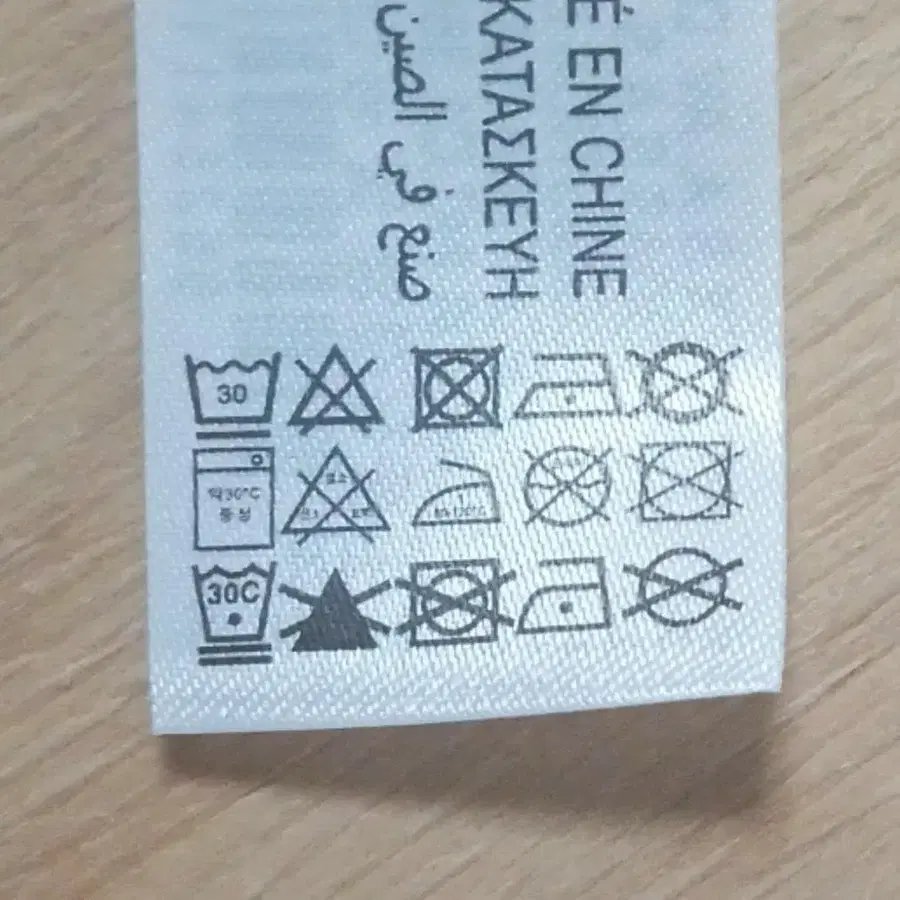 É EN CHINE
ΚΑΤΑΣΚΕΥΗ
صنع في الصين
30
약30°C
중성
30C